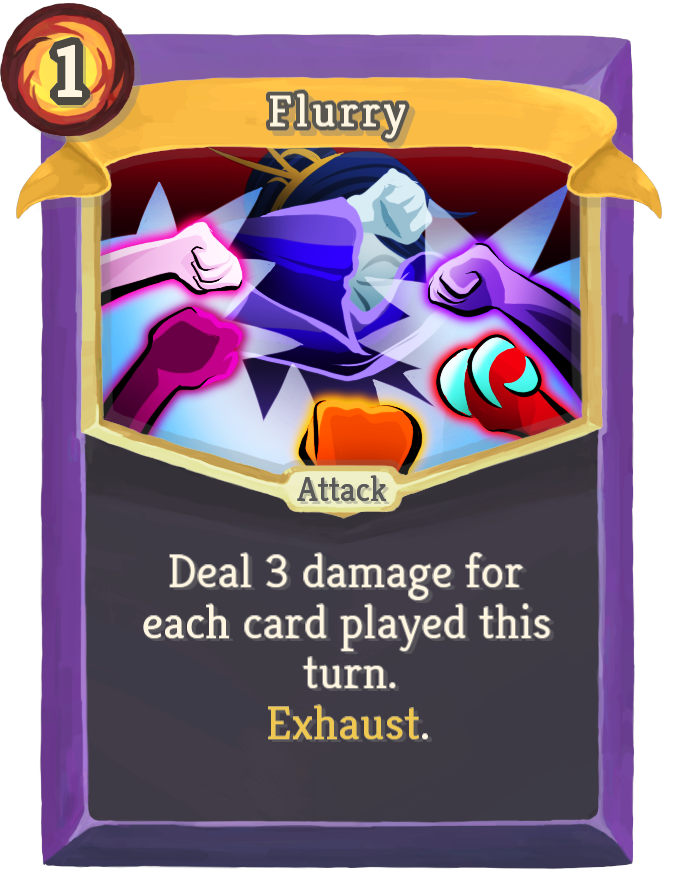 1
Flurry
Attack
Deal 3 damage for
each card played this
turn.
Exhaust.